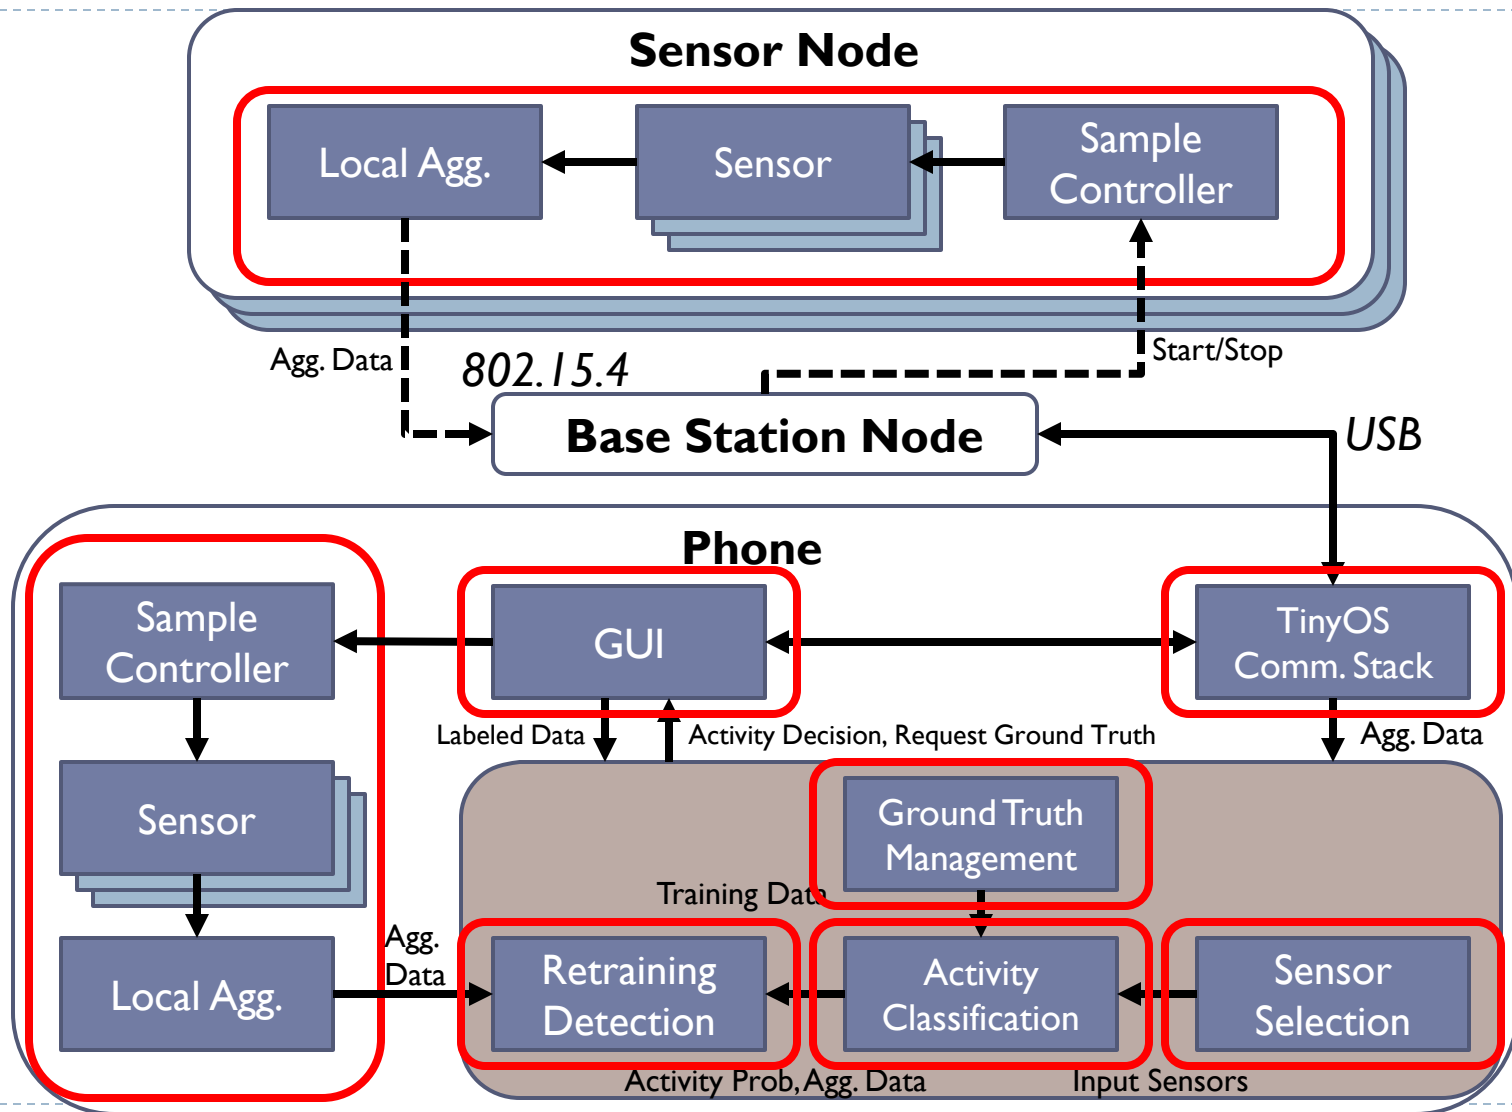 Sensor Node
Local Agg.
Sensor
Sample
Controller
Agg. Data
802.15.4
Start/Stop
Base Station Node
USB
Phone
Sample
Controller
GUI
TinyOS
Comm. Stack
Labeled Data
Activity Decision, Request Ground Truth
Agg. Data
Sensor
Ground Truth
Management
Training Data
Local Agg.
Agg.
Data
Retraining
Detection
Activity
Classification
Sensor
Selection
Activity Prob, Agg. Data
Input Sensors